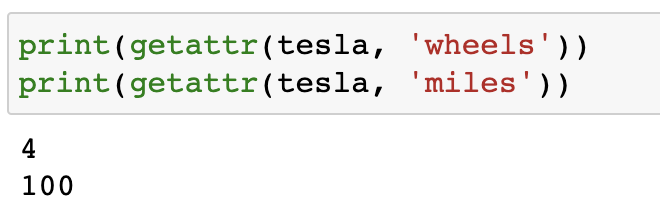 print(getattr(tesla, 'wheels'))
print(getattr(tesla, 'miles'))
4
100